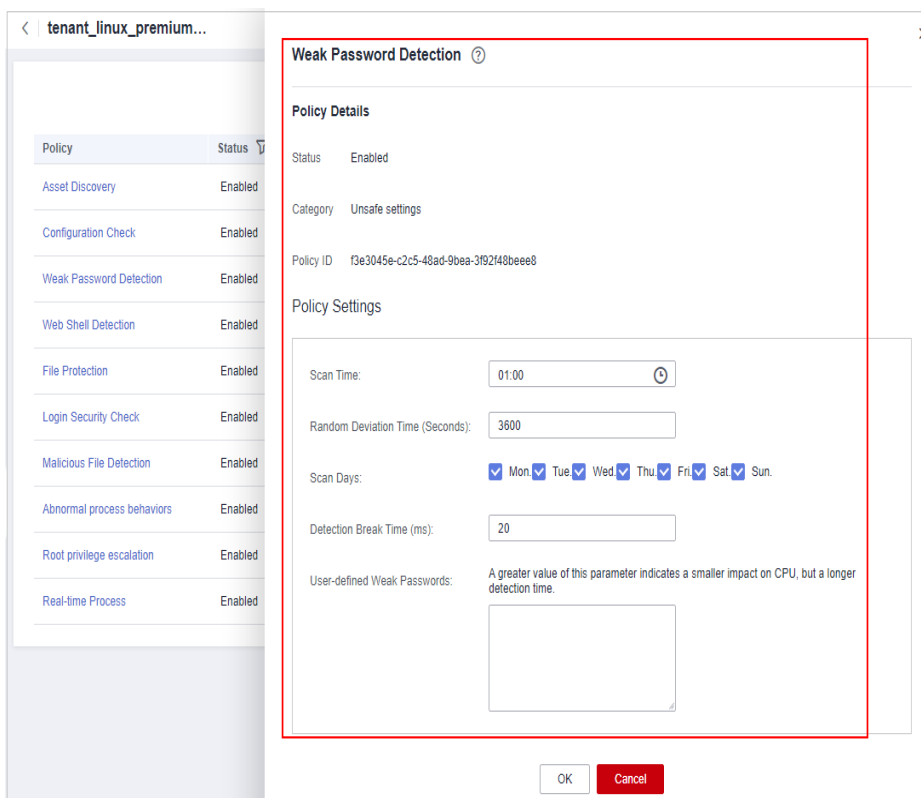 tenant_linux_premium...
Policy Status
Asset Discovery Enabled
Configuration Check Enabled
Weak Password Detection Enabled
Web Shell Detection Enabled
File Protection Enabled
Login Security Check Enabled
Malicious File Detection Enabled
Abnormal process behaviors Enabled
Root privilege escalation Enabled
Real-time Process Enabled
Weak Password Detection ?
Policy Details
Status Enabled
Category Unsafe settings
Policy ID f3e3045e-c2c5-48ad-9bea-3f92f48beee8
Policy Settings
Scan Time: 01:00
Random Deviation Time (Seconds): 3600
Scan Days: Mon. Tue. Wed. Thu. Fri. Sat. Sun.
Detection Break Time (ms): 20
User-defined Weak Passwords: A greater value of this parameter indicates a smaller impact on CPU, but a longer
detection time.
OK Cancel